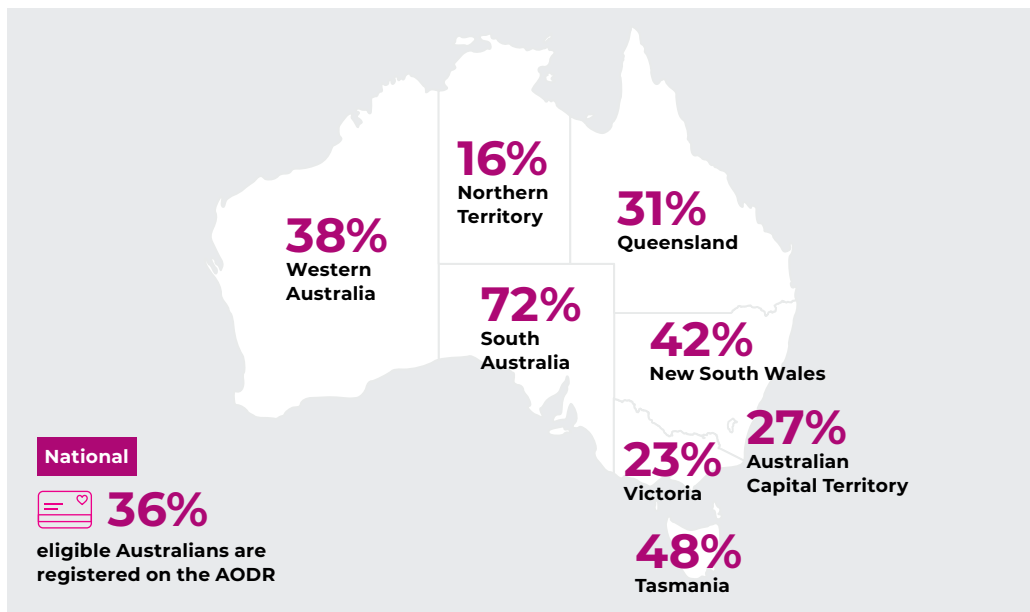 16%
Northern
Territory
31%
Queensland
38%
Western
Australia
72%
South
Australia
42%
New South Wales
27%
Australian
Capital Territory
23%
Victoria
48%
Tasmania
National
36%
eligible Australians are
registered on the AODR